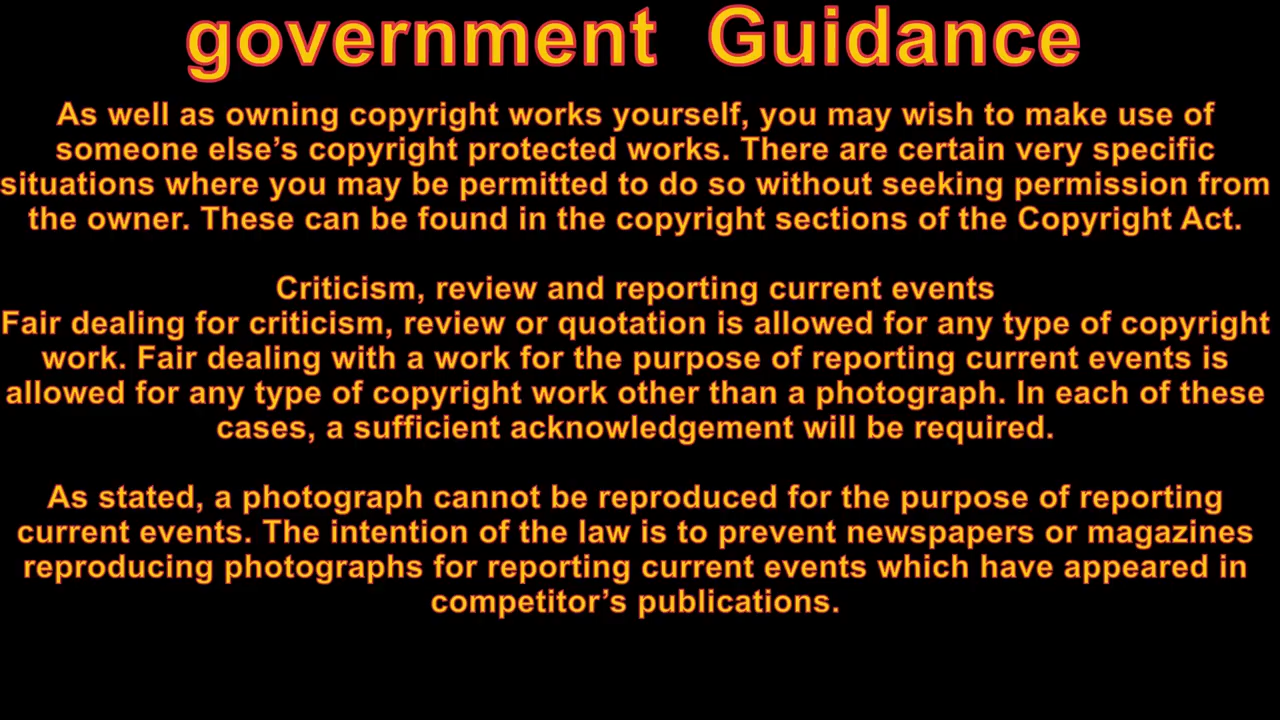 government Guidance
As well as owning copyright works yourself, you may wish to make use of
someone else’s copyright protected works. There are certain very specific
situations where you may be permitted to do so without seeking permission from
the owner. These can be found in the copyright sections of the Copyright Act.
Criticism, review and reporting current events
Fair dealing for criticism, review or quotation is allowed for any type of copyright
work. Fair dealing with a work for the purpose of reporting current events is
allowed for any type of copyright work other than a photograph. In each of these
cases, a sufficient acknowledgement will be required.
As stated, a photograph cannot be reproduced for the purpose of reporting
current events. The intention of the law is to prevent newspapers or magazines
reproducing photographs for reporting current events which have appeared in
competitor’s publications.